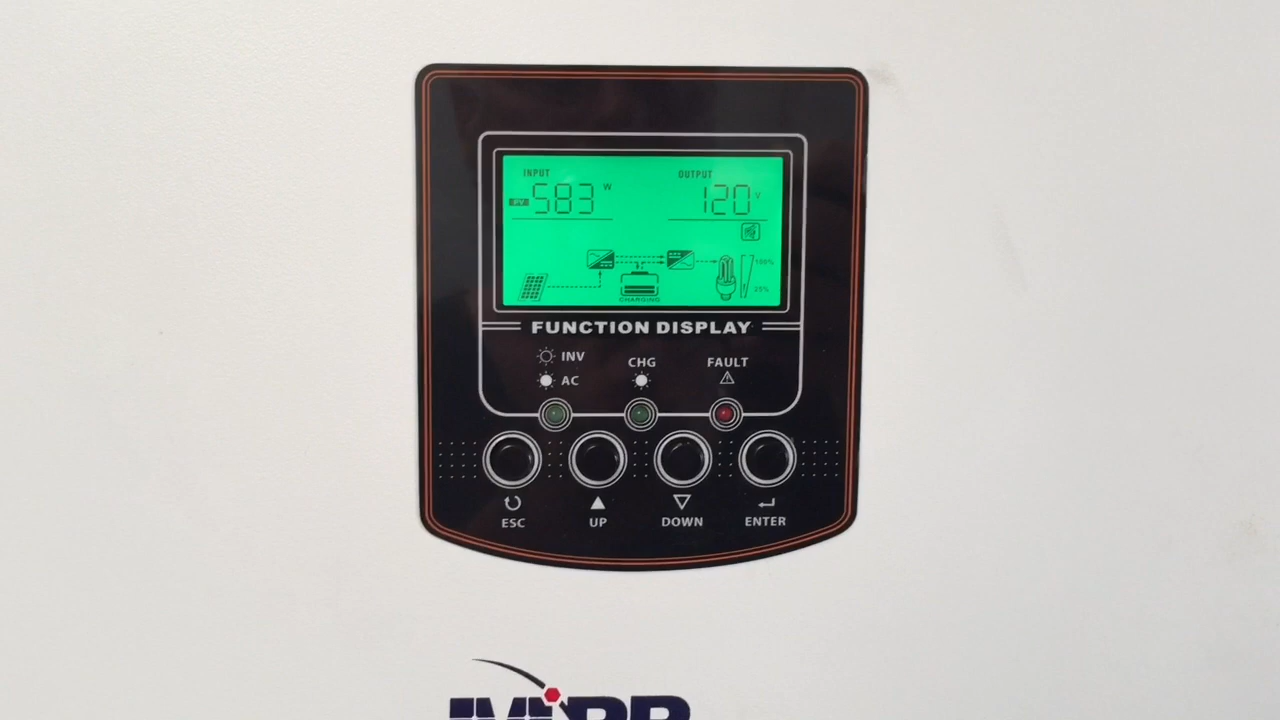 INPUT
OUTPUT
PV 583 W
120 V
100%
25%
CHARGING
FUNCTION DISPLAY
INV
CHG
FAULT
AC
ESC
UP
DOWN
ENTER